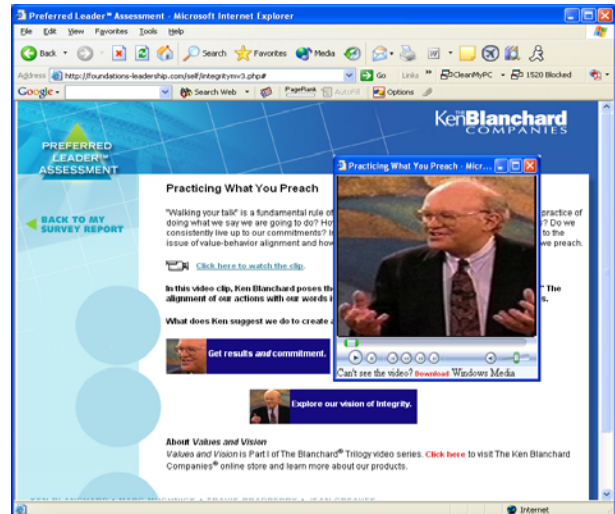 Preferred Leader™ Assessment - Microsoft Internet Explorer
File Edit View Favorites Tools Help
Back Search Favorites Media
Address http://foundations-leadership.com/self/integritymv3.php# Go Links » CleanMyPC 1520 Blocked
Google Search Web PageRank AutoFill Options
THE
Ken Blanchard
COMPANIES
PREFERRED
LEADER™
ASSESSMENT
BACK TO MY
SURVEY REPORT
Practicing What You Preach
"Walking your talk" is a fundamental rule of
practice of
doing what we say we are going to do?
? Do we
consistently live up to our commitments?
to the
issue of value-behavior alignment and how
we preach.
Click here to watch the clip.
In this video clip, Ken Blanchard poses the
The
alignment of our actions with our words
What does Ken suggest we do to create
Get results and commitment.
Explore our vision of Integrity.
Practicing What You Preach - Micr...
Can't see the video? Download Windows Media
About Values and Vision
Values and Vision is Part I of The Blanchard® Trilogy video series. Click here to visit The Ken Blanchard
Companies® online store and learn more about our products.
Internet